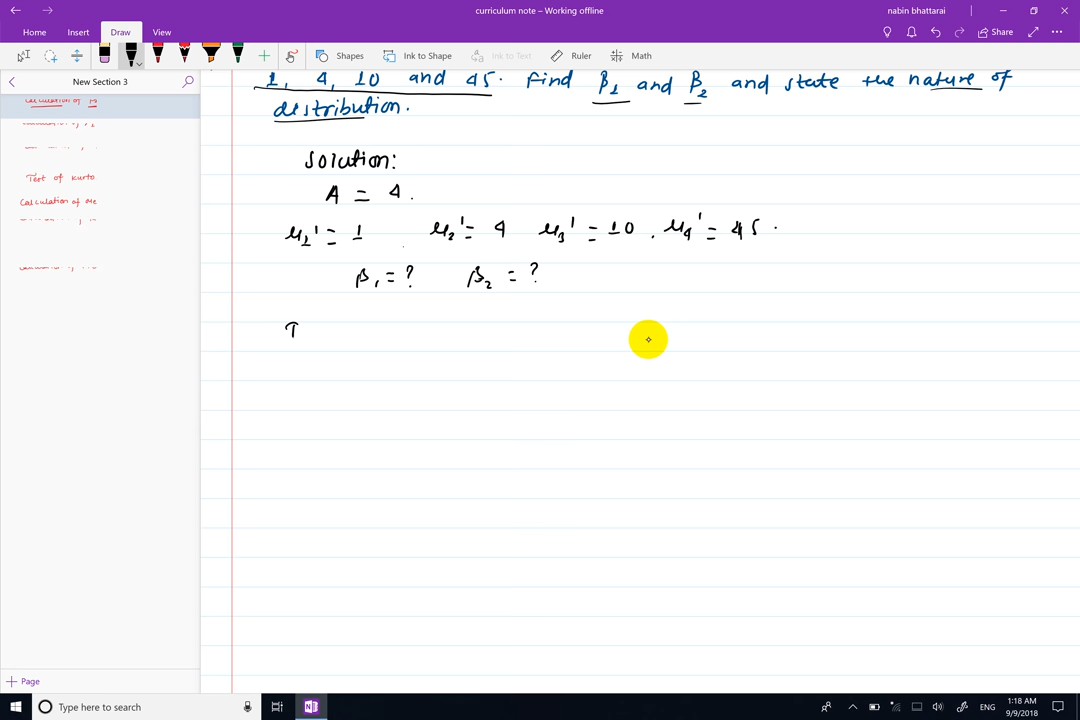 curriculum note – Working offline
nabin bhattarai
Home Insert Draw View
Share
Shapes Ink to Shape Ink to Text Ruler Math
New Section 3
Calculation of
Test of Kurto
Calculation of Me
1, 4, 10 and 45. Find β1 and β2 and state the nature of
distribution.
Solution:
A = 4.
μ1' = 1 μ2' = 4 μ3' = 10. μ4' = 45.
β1 = ? β2 = ?
T
Page
Type here to search
ENG
1:18 AM
9/9/2018